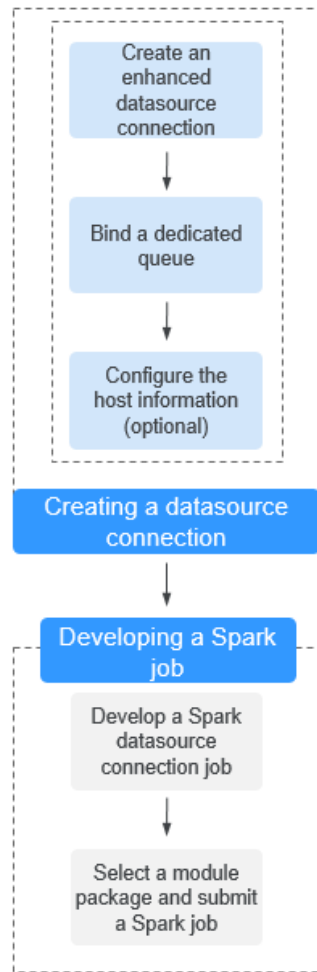 Create an
enhanced
datasource
connection
Bind a dedicated
queue
Configure the
host information
(optional)
Creating a datasource
connection
Developing a Spark
job
Develop a Spark
datasource
connection job
Select a module
package and submit
a Spark job